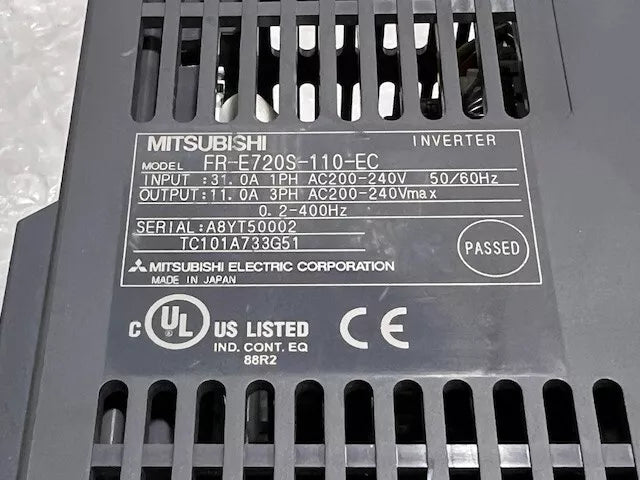 MITSUBISHI INVERTER
MODEL FR-E720S-110-EC
INPUT :31.0A 1PH AC200-240V 50/60Hz
OUTPUT:11.0A 3PH AC200-240Vmax
0.2-400Hz
SERIAL:A8YT50002
TC101A733G51
PASSED
MITSUBISHI ELECTRIC CORPORATION
MADE IN JAPAN
C UL US LISTED CE
IND. CONT. EQ
88R2